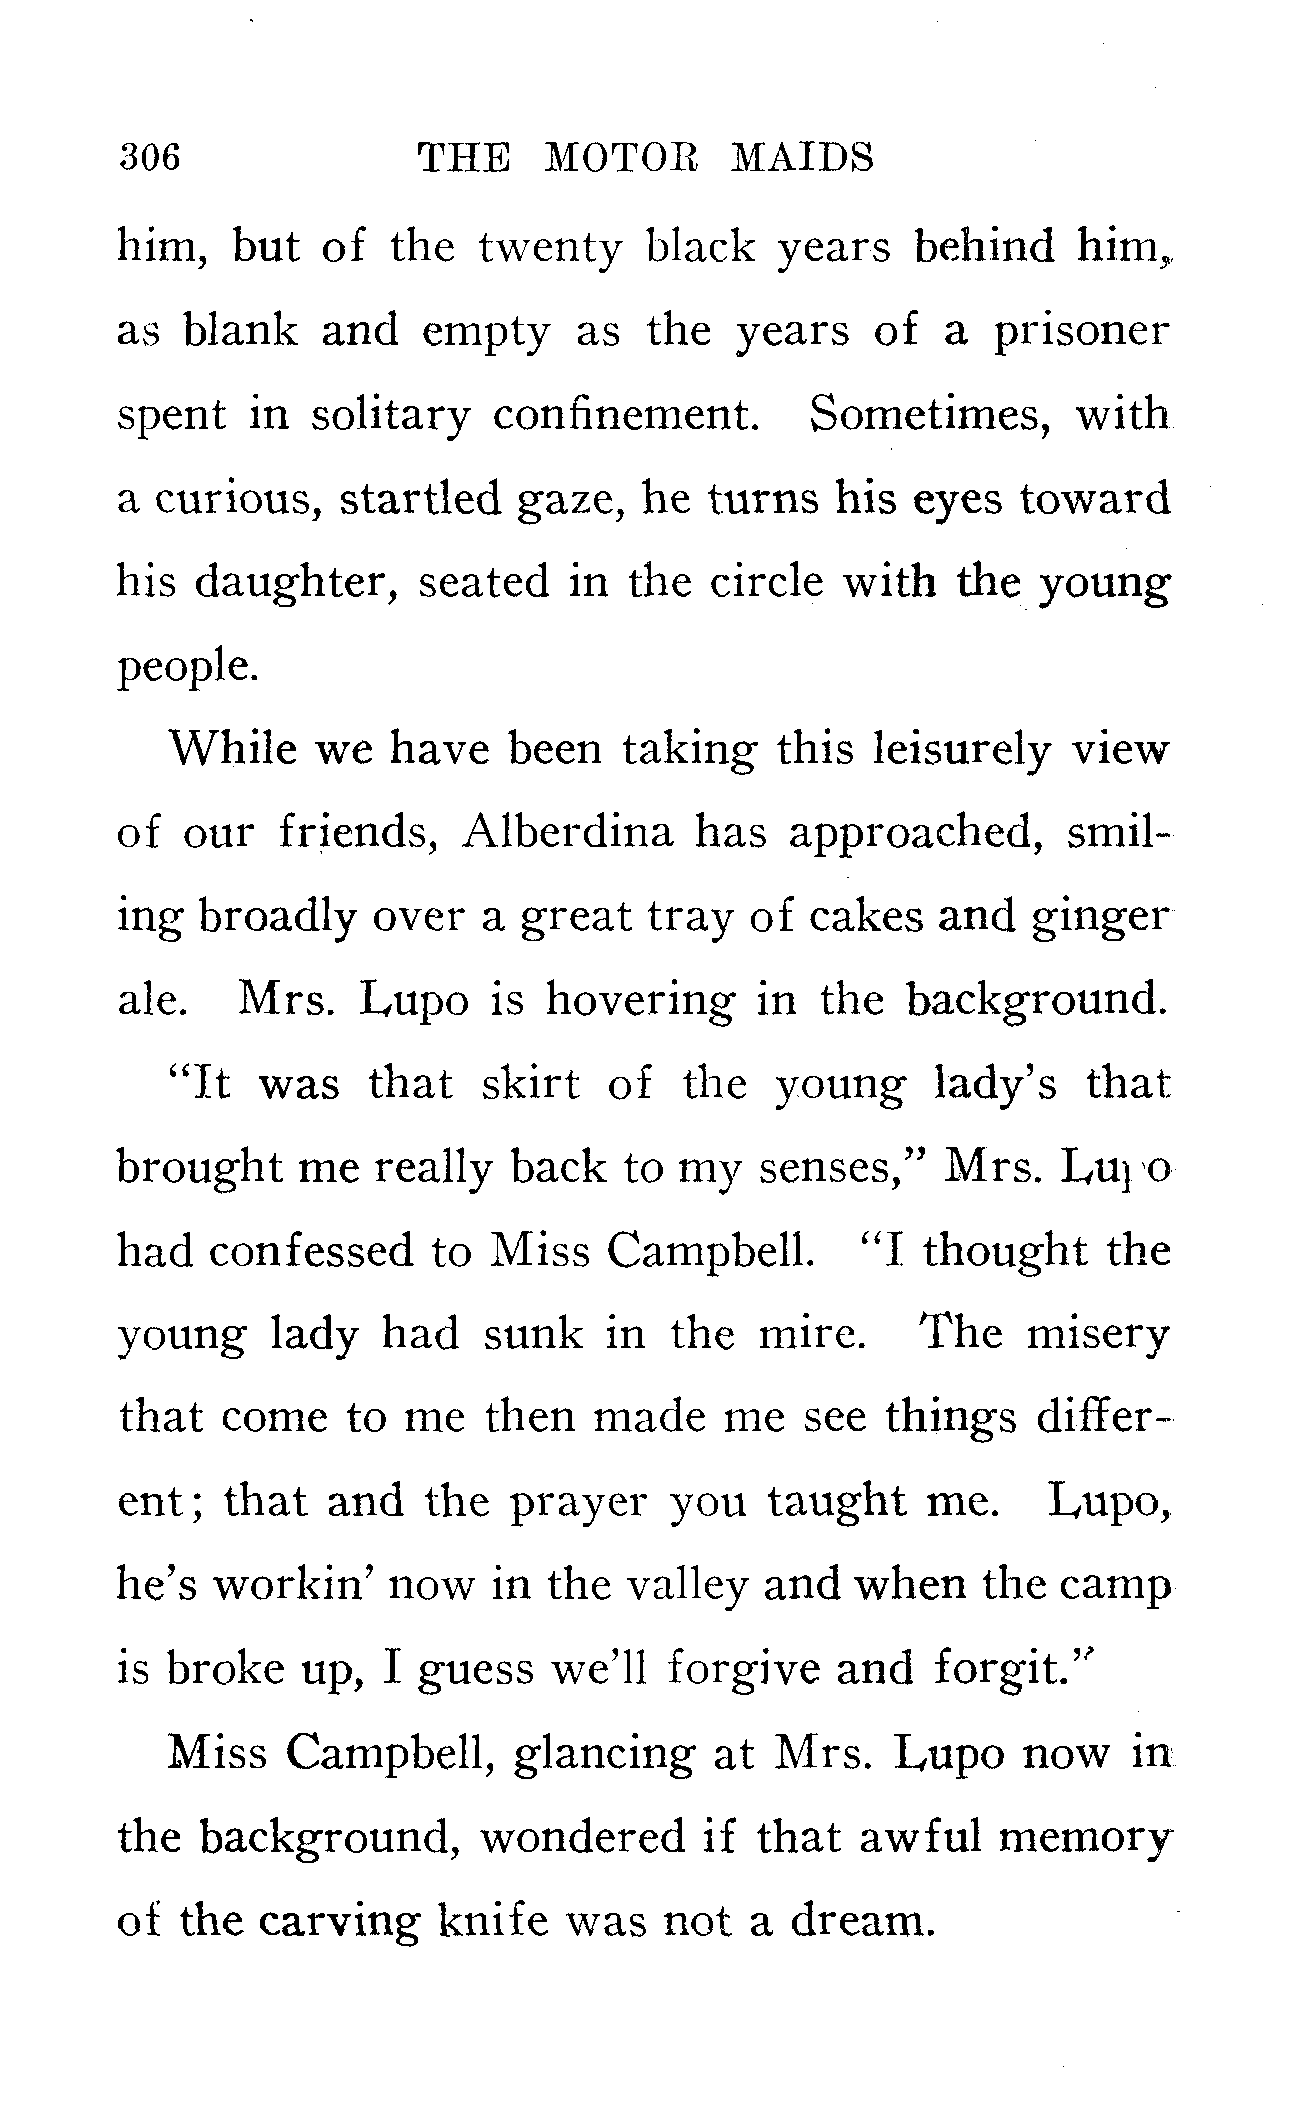 306 THE MOTOR MAIDS
him, but of the twenty black years behind him,
as blank and empty as the years of a prisoner
spent in solitary confinement. Sometimes, with
a curious, startled gaze, he turns his eyes toward
his daughter, seated in the circle with the young
people.
While we have been taking this leisurely view
of our friends, Alberdina has approached, smil-
ing broadly over a great tray of cakes and ginger
ale. Mrs. Lupo is hovering in the background.
"It was that skirt of the young lady's that
brought me really back to my senses," Mrs. Lupo
had confessed to Miss Campbell. "I thought the
young lady had sunk in the mire. The misery
that come to me then made me see things differ-
ent; that and the prayer you taught me. Lupo,
he's workin' now in the valley and when the camp
is broke up, I guess we'll forgive and forgit."
Miss Campbell, glancing at Mrs. Lupo now in
the background, wondered if that awful memory
of the carving knife was not a dream.